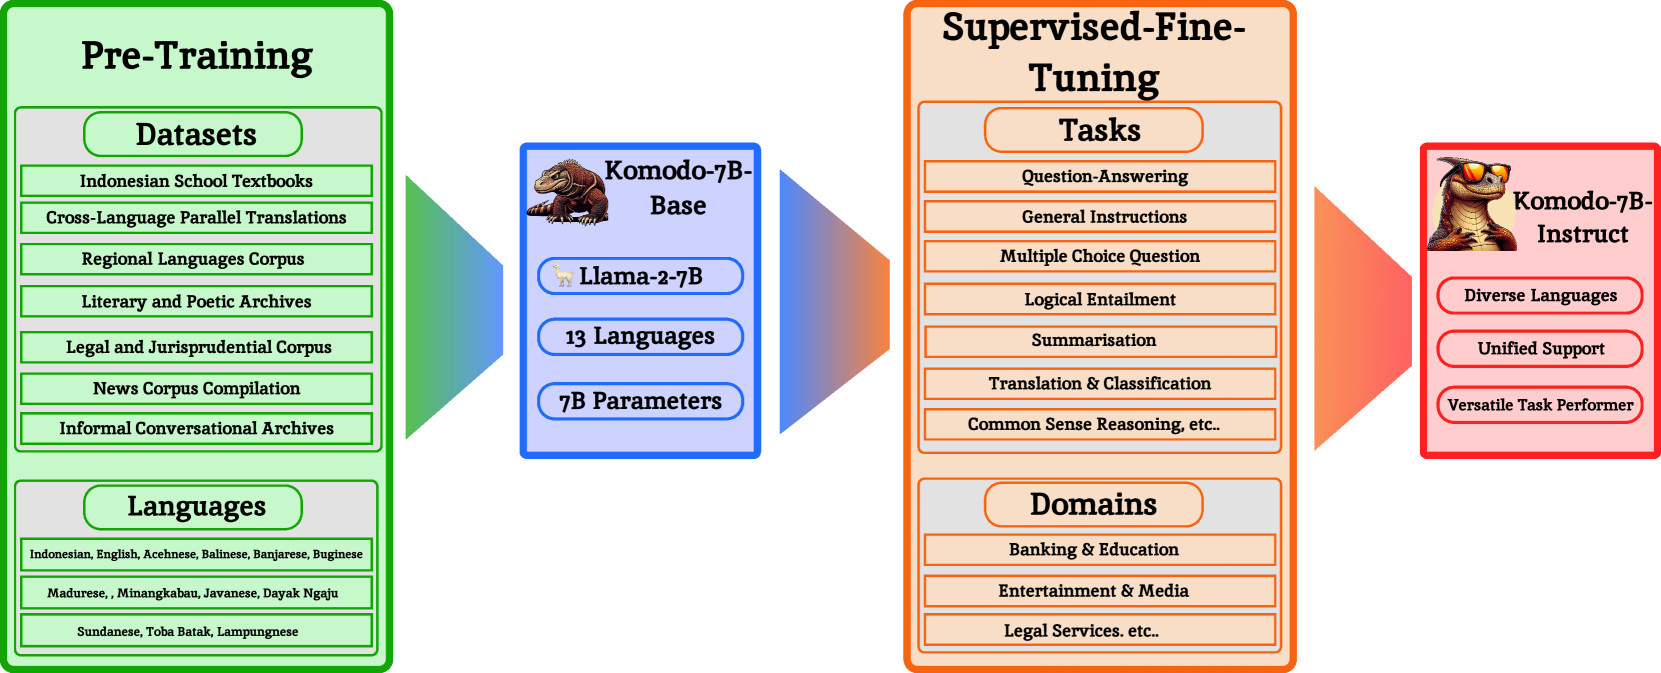 Pre-Training
Datasets
Indonesian School Textbooks
Cross-Language Parallel Translations
Regional Languages Corpus
Literary and Poetic Archives
Legal and Jurisprudential Corpus
News Corpus Compilation
Informal Conversational Archives
Languages
Indonesian, English, Acehnese, Balinese, Banjarese, Buginese
Madurese, , Minangkabau, Javanese, Dayak Ngaju
Sundanese, Toba Batak, Lampungnese
Komodo-7B-
Base
Llama-2-7B
13 Languages
7B Parameters
Supervised-Fine-
Tuning
Tasks
Question-Answering
General Instructions
Multiple Choice Question
Logical Entailment
Summarisation
Translation & Classification
Common Sense Reasoning, etc..
Domains
Banking & Education
Entertainment & Media
Legal Services. etc..
Komodo-7B-
Instruct
Diverse Languages
Unified Support
Versatile Task Performer